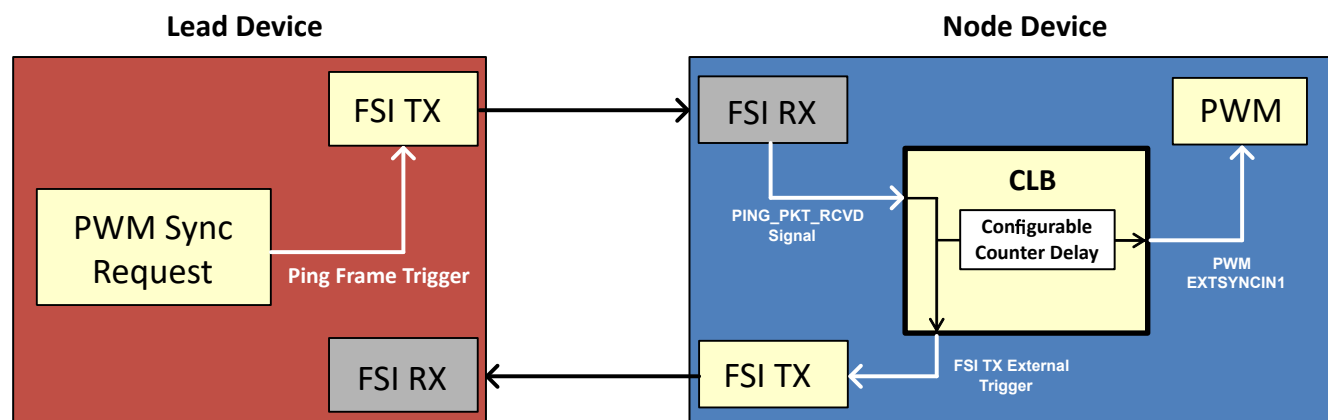 Lead Device
Node Device
FSI TX
PWM Sync
Request
Ping Frame Trigger
FSI RX
FSI RX
PING_PKT_RCVD
Signal
CLB
Configurable
Counter Delay
PWM
PWM
EXTSYNCIN1
FSI TX
FSI TX External
Trigger